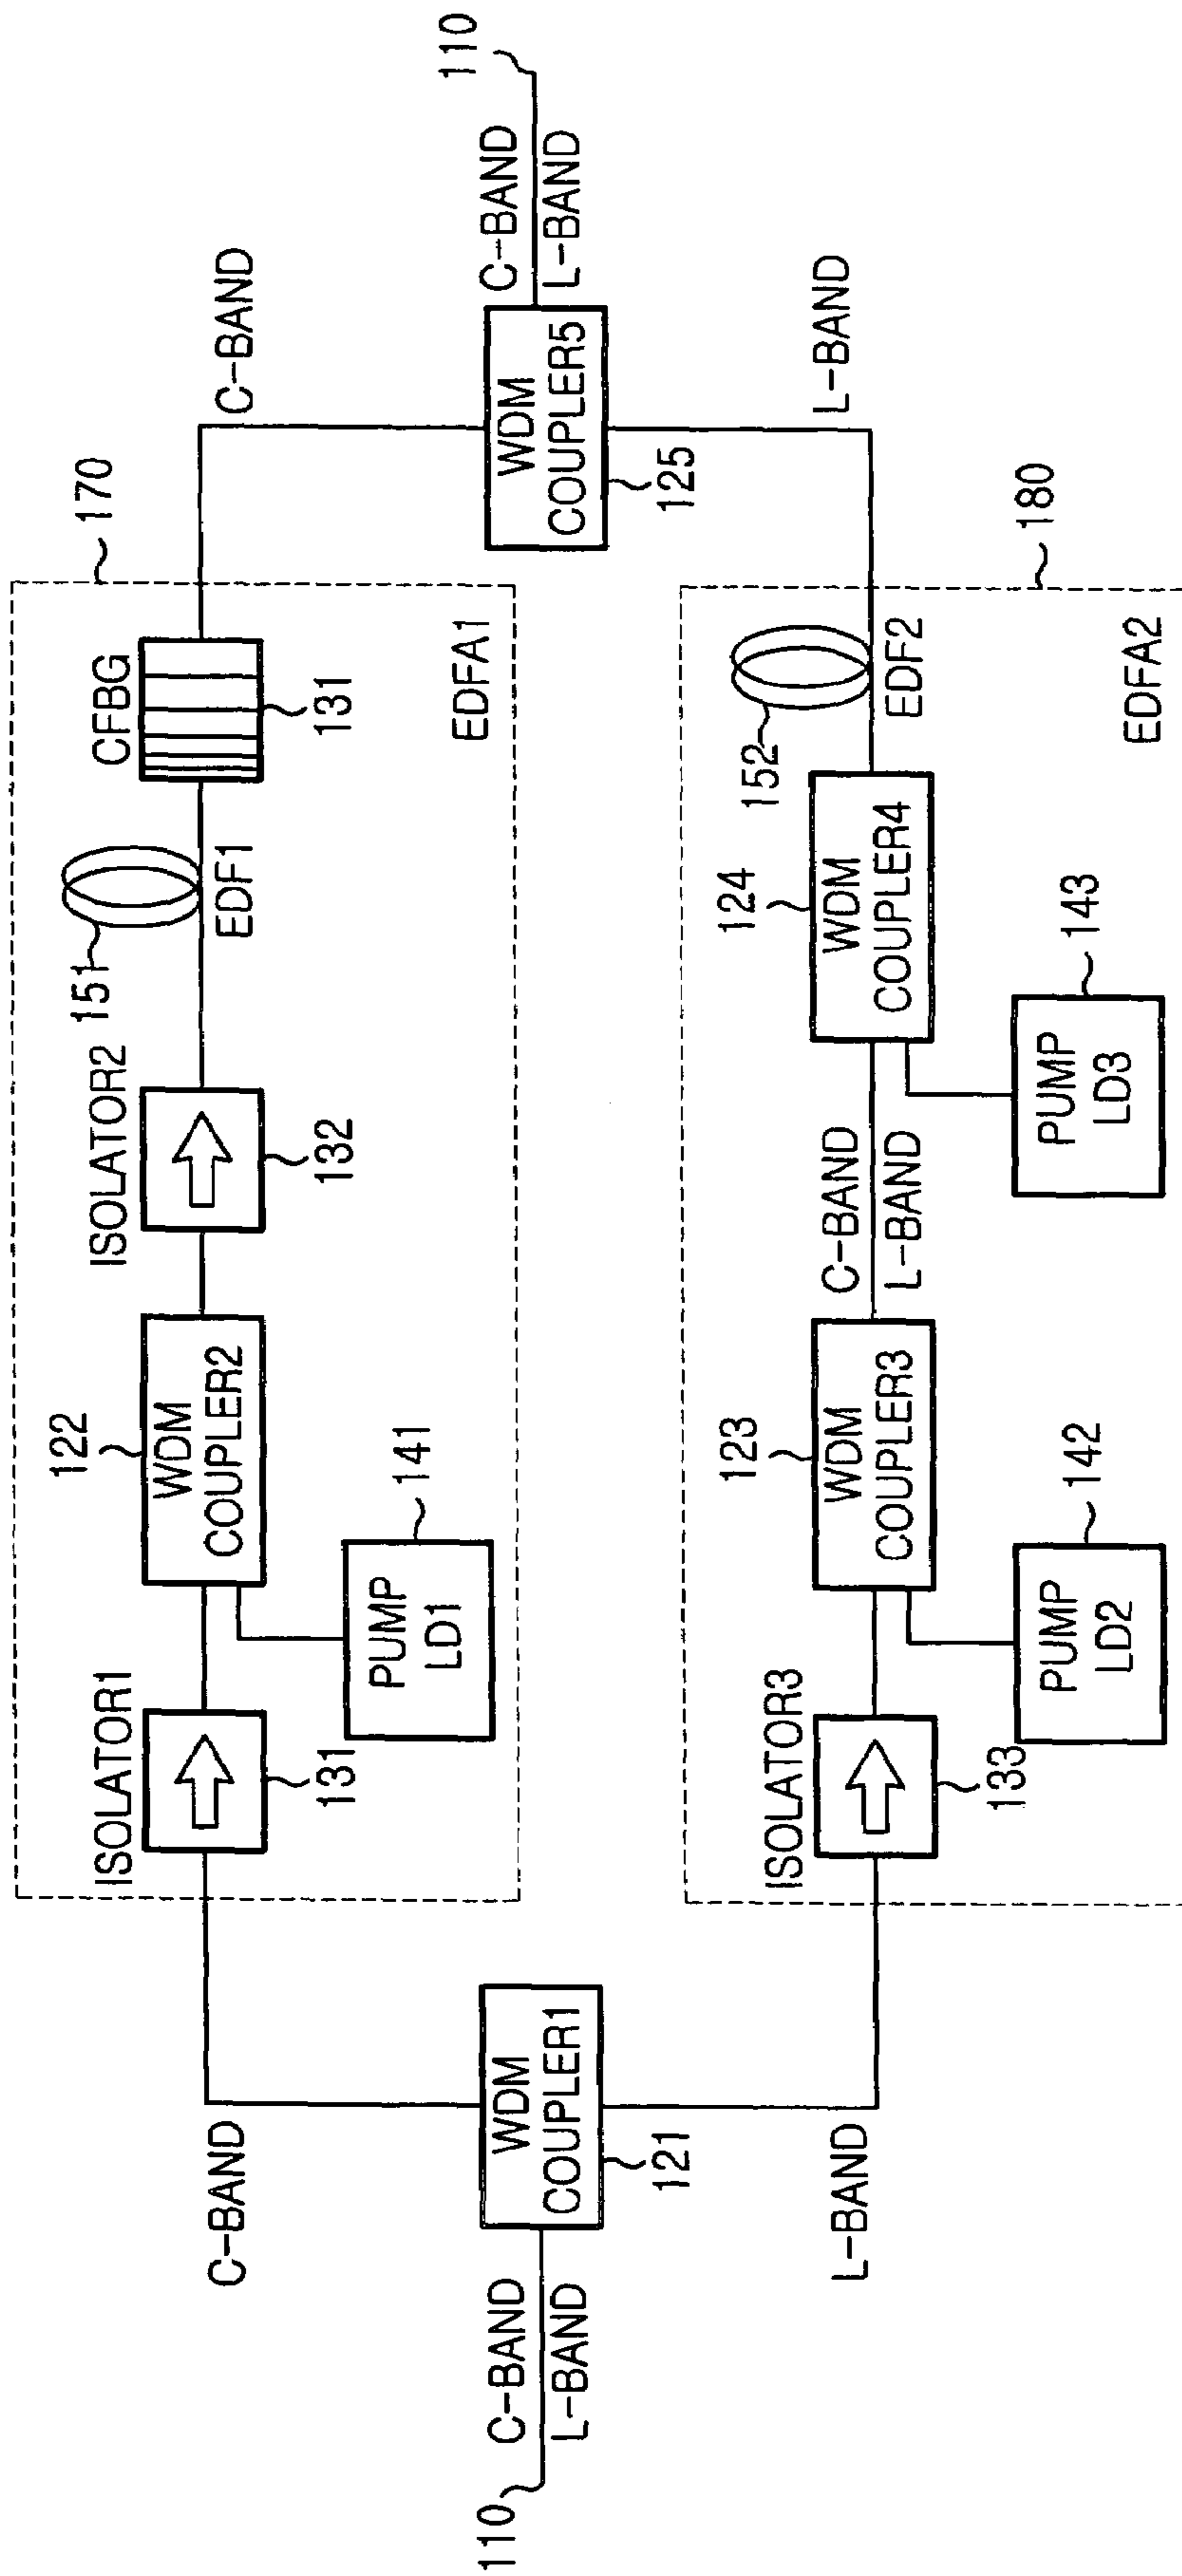 110
C-BAND
L-BAND
WDM
COUPLER1
121
C-BAND
L-BAND
170
EDFA1
ISOLATOR1
131
PUMP
LD1
141
122
WDM
COUPLER2
ISOLATOR2
132
151
EDF1
CFBG
131
C-BAND
180
EDFA2
ISOLATOR3
133
PUMP
LD2
142
123
WDM
COUPLER3
C-BAND
L-BAND
124
WDM
COUPLER4
PUMP
LD3
143
152
EDF2
L-BAND
WDM
COUPLER5
125
C-BAND
L-BAND
110